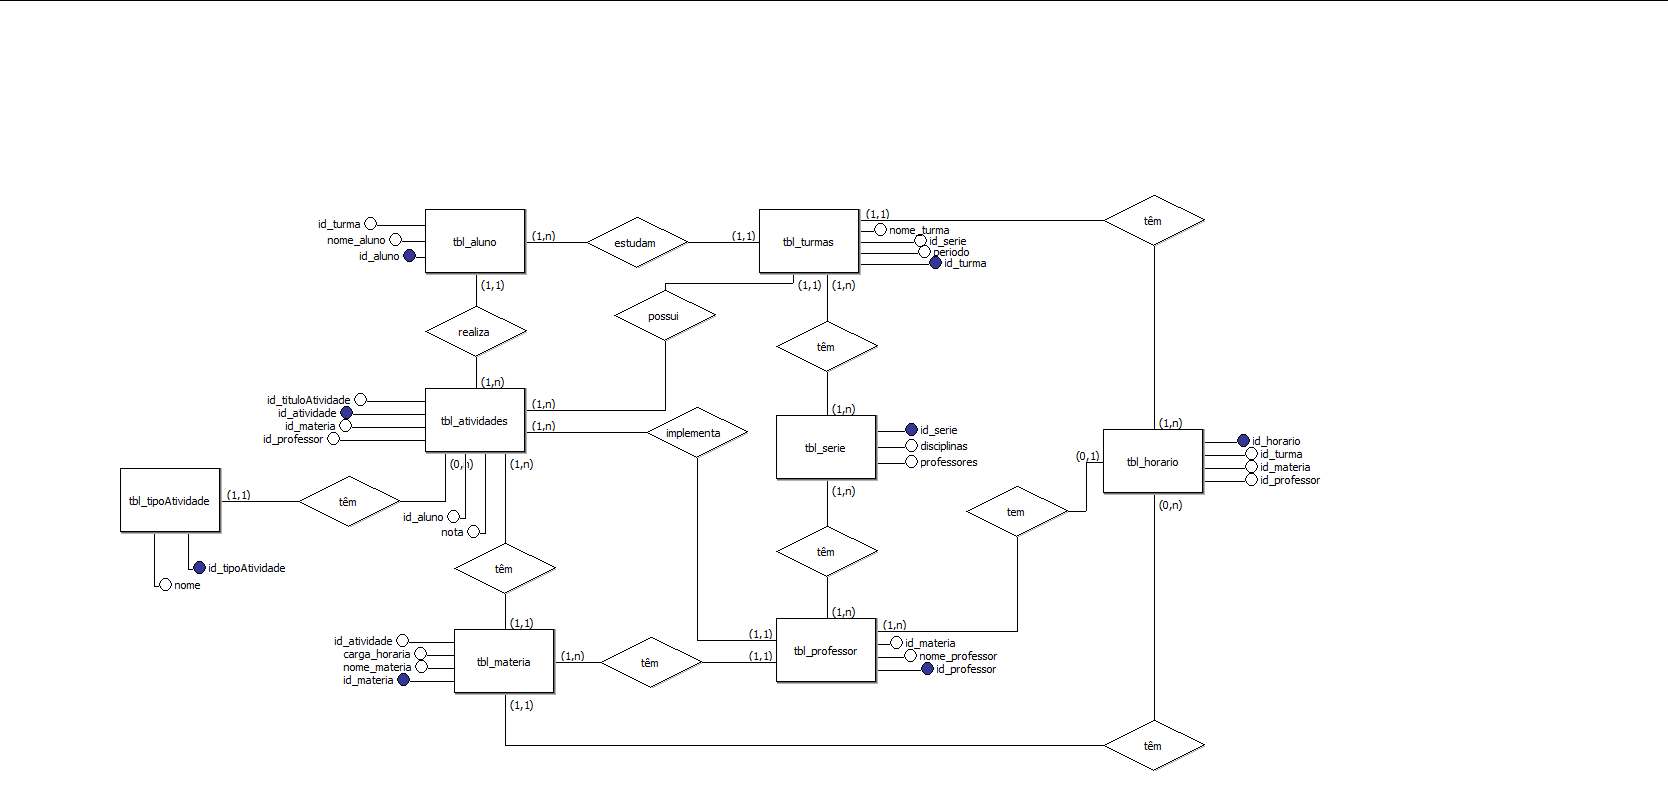 id_turma
nome_aluno
id_aluno
tbl_aluno
(1,n)
estudam
(1,1)
tbl_turmas
(1,1)
nome_turma
id_serie
periodo
id_turma
têm
(1,1)
realiza
(1,n)
possui
(1,1)
(1,n)
têm
(1,n)
id_tituloAtividade
id_atividade
id_materia
id_professor
tbl_atividades
(1,n)
(1,n)
implementa
tbl_serie
id_serie
disciplinas
professores
(1,n)
(0,1)
tbl_horario
id_horario
id_turma
id_materia
id_professor
tbl_tipoAtividade
(1,1)
têm
(0,n)
(1,n)
id_aluno
nota
id_tipoAtividade
nome
têm
(1,n)
têm
(1,n)
tem
(0,n)
(1,1)
id_atividade
carga_horaria
nome_materia
id_materia
tbl_materia
(1,n)
têm
(1,1)
(1,1)
tbl_professor
(1,n)
id_materia
nome_professor
id_professor
(1,1)
têm